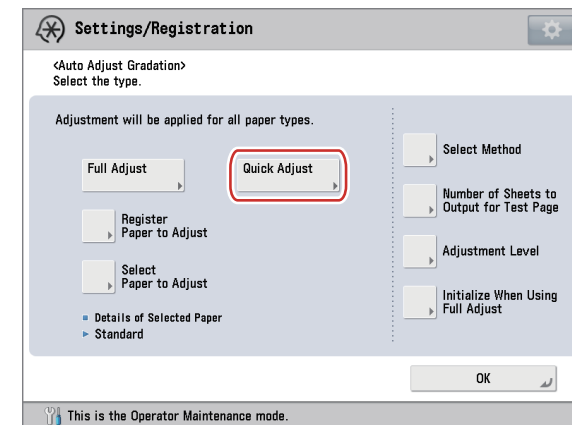 Settings/Registration
<Auto Adjust Gradation>
Select the type.
Adjustment will be applied for all paper types.
Full Adjust
Quick Adjust
Register
Paper to Adjust
Select
Paper to Adjust
Details of Selected Paper
Standard
Select Method
Number of Sheets to
Output for Test Page
Adjustment Level
Initialize When Using
Full Adjust
OK
This is the Operator Maintenance mode.